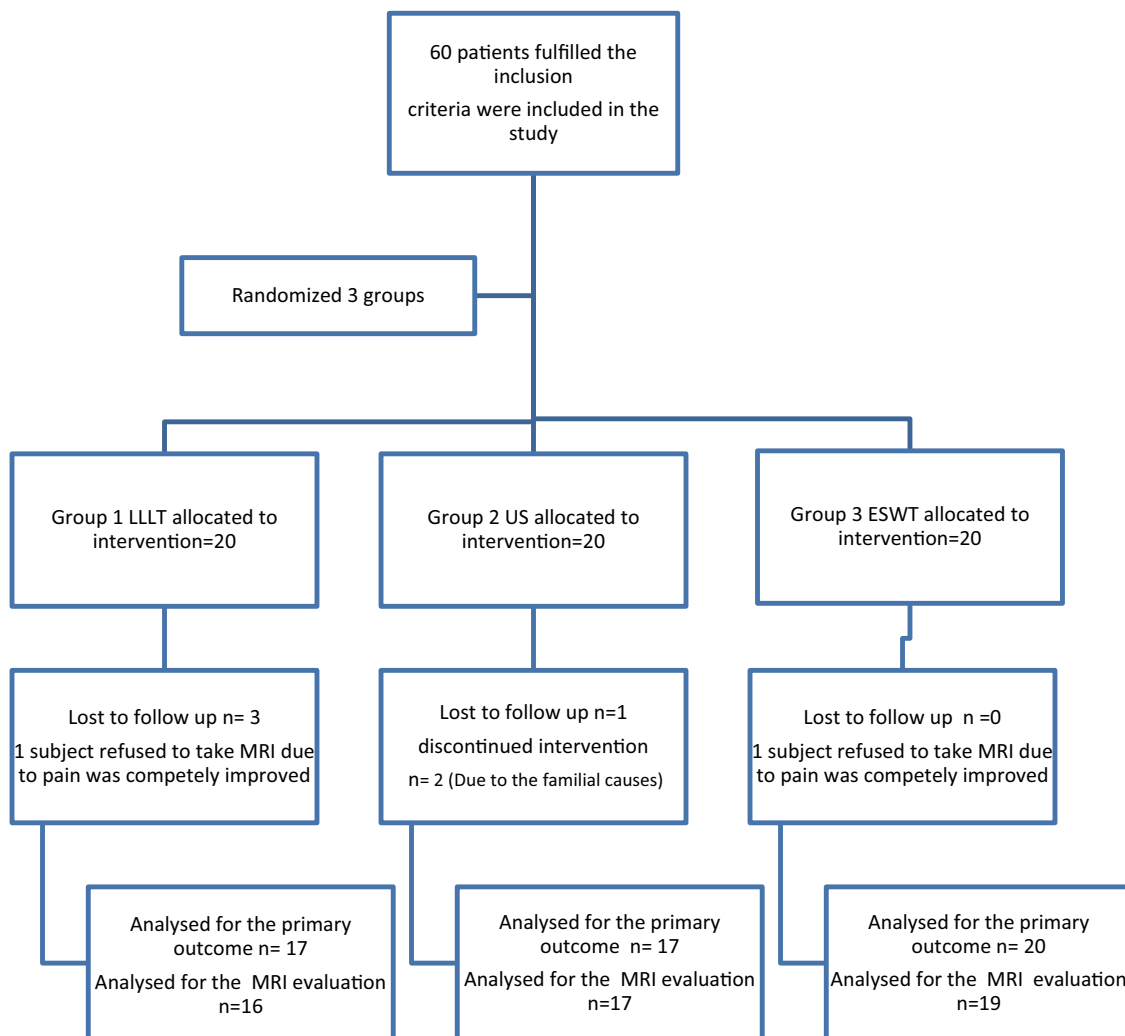 60 patients fulfilled the
inclusion
criteria were included in the
study
Randomized 3 groups
Group 1 LLLT allocated to
intervention=20
Group 2 US allocated to
intervention=20
Group 3 ESWT allocated to
intervention=20
Lost to follow up n= 3
1 subject refused to take MRI due
to pain was competely improved
Lost to follow up n=1
discontinued intervention
n= 2 (Due to the familial causes)
Lost to follow up n =0
1 subject refused to take MRI due
to pain was competely improved
Analysed for the primary
outcome n= 17
Analysed for the MRI evaluation
n=16
Analysed for the primary
outcome n= 17
Analysed for the MRI evaluation
n=17
Analysed for the primary
outcome n= 20
Analysed for the MRI evaluation
n=19